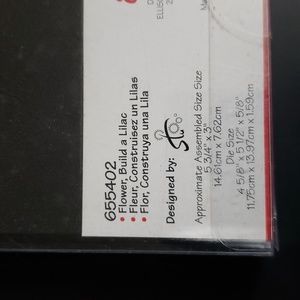 655402
• Flower, Build a Lilac
• Fleur, Construisez un Lilas
• Flor, Construya una Lila
Designed by:
Approximate Assembled Size Size
5 3/4" x 3"
14.61cm x 7.62cm
Die Size
4 5/8" x 5 1/2" x 5/8"
11.75cm x 13.97cm x 1.59cm
ELLISO